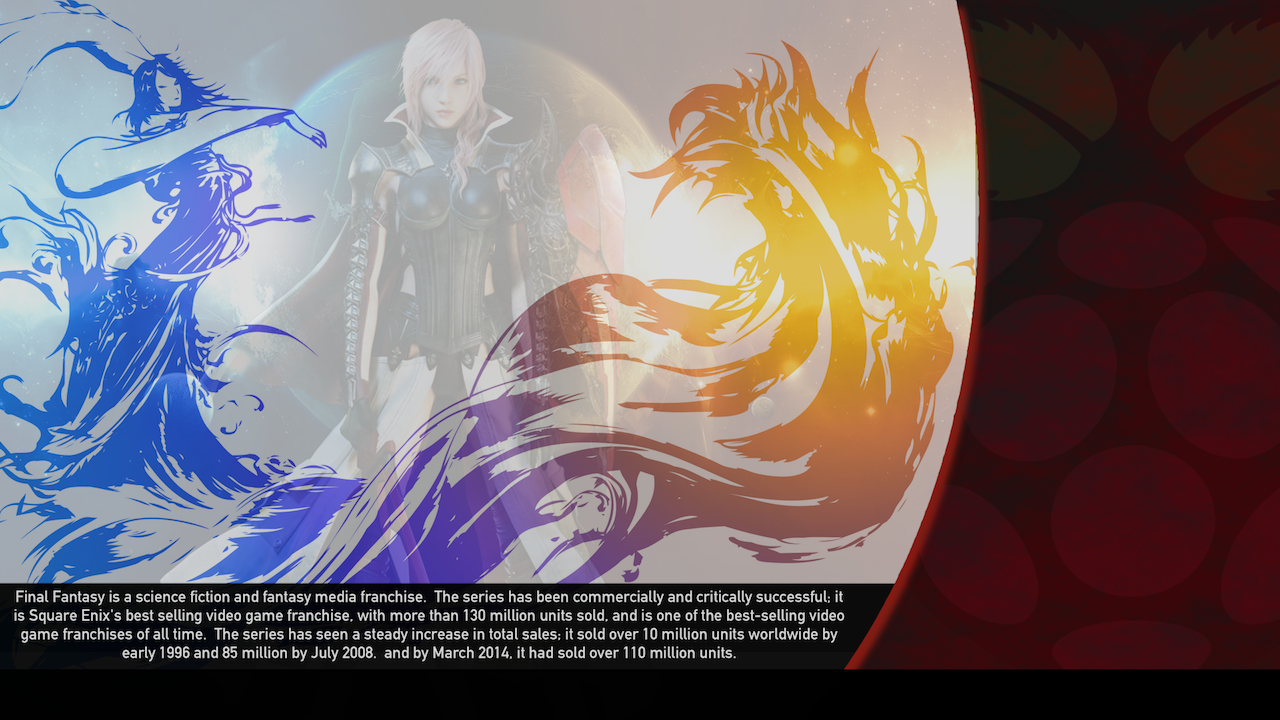 Final Fantasy is a science fiction and fantasy media franchise.  The series has been commercially and critically successful; it
is Square Enix's best selling video game franchise, with more than 130 million units sold, and is one of the best-selling video
game franchises of all time.  The series has seen a steady increase in total sales; it sold over 10 million units worldwide by
early 1996 and 85 million by July 2008.  and by March 2014, it had sold over 110 million units.